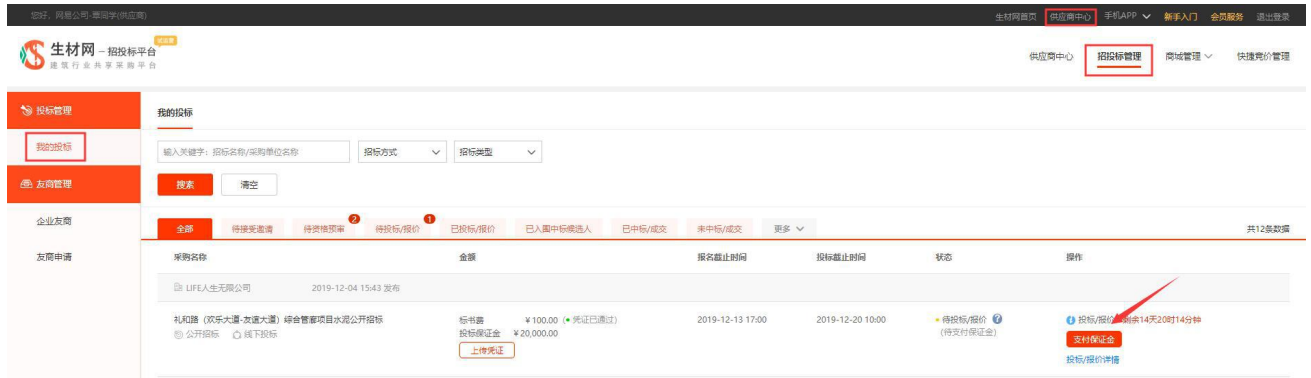 您好，网易公司-章同学(供应商)
生材网首页 供应商中心 手机APP 新手入门 会员服务 退出登录
生材网 - 招投标平台
建筑行业共享采购平台
供应商中心 招投标管理 商城管理 快捷竞价管理
投标管理
我的投标
我的投标
输入关键字：招标名称/采购单位名称 招标方式 招标类型
友商管理
搜索 清空
企业友商
全部 待接受邀请 待资格预审 2 待投标/报价 1 已投标/报价 已入围中标候选人 已中标/成交 未中标/成交 更多 共12条数据
友商申请
采购名称 金额 报名截止时间 投标截止时间 状态 操作
LIFE人生无限公司 2019-12-04 15:43 发布
礼和路（欢乐大道-友谊大道）综合管廊项目水泥公开招标 标书费 ￥100.00 (• 凭证已通过) 2019-12-13 17:00 2019-12-20 10:00 待投标/报价 ? 投标/报价 剩余14天20时14分钟
公开招标 线下投标 投标保证金 ￥20,000.00 (待支付保证金) 支付保证金
上传凭证
投标/报价详情